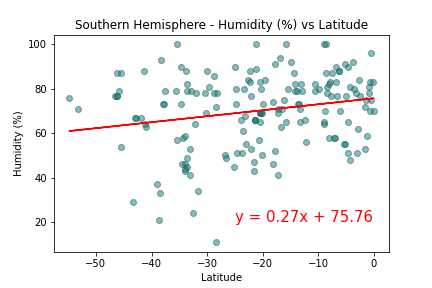 Southern Hemisphere - Humidity (%) vs Latitude
100
80
60
40
20
Humidity (%)
y = 0.27x + 75.76
−50
−40
−30
−20
−10
0
Latitude